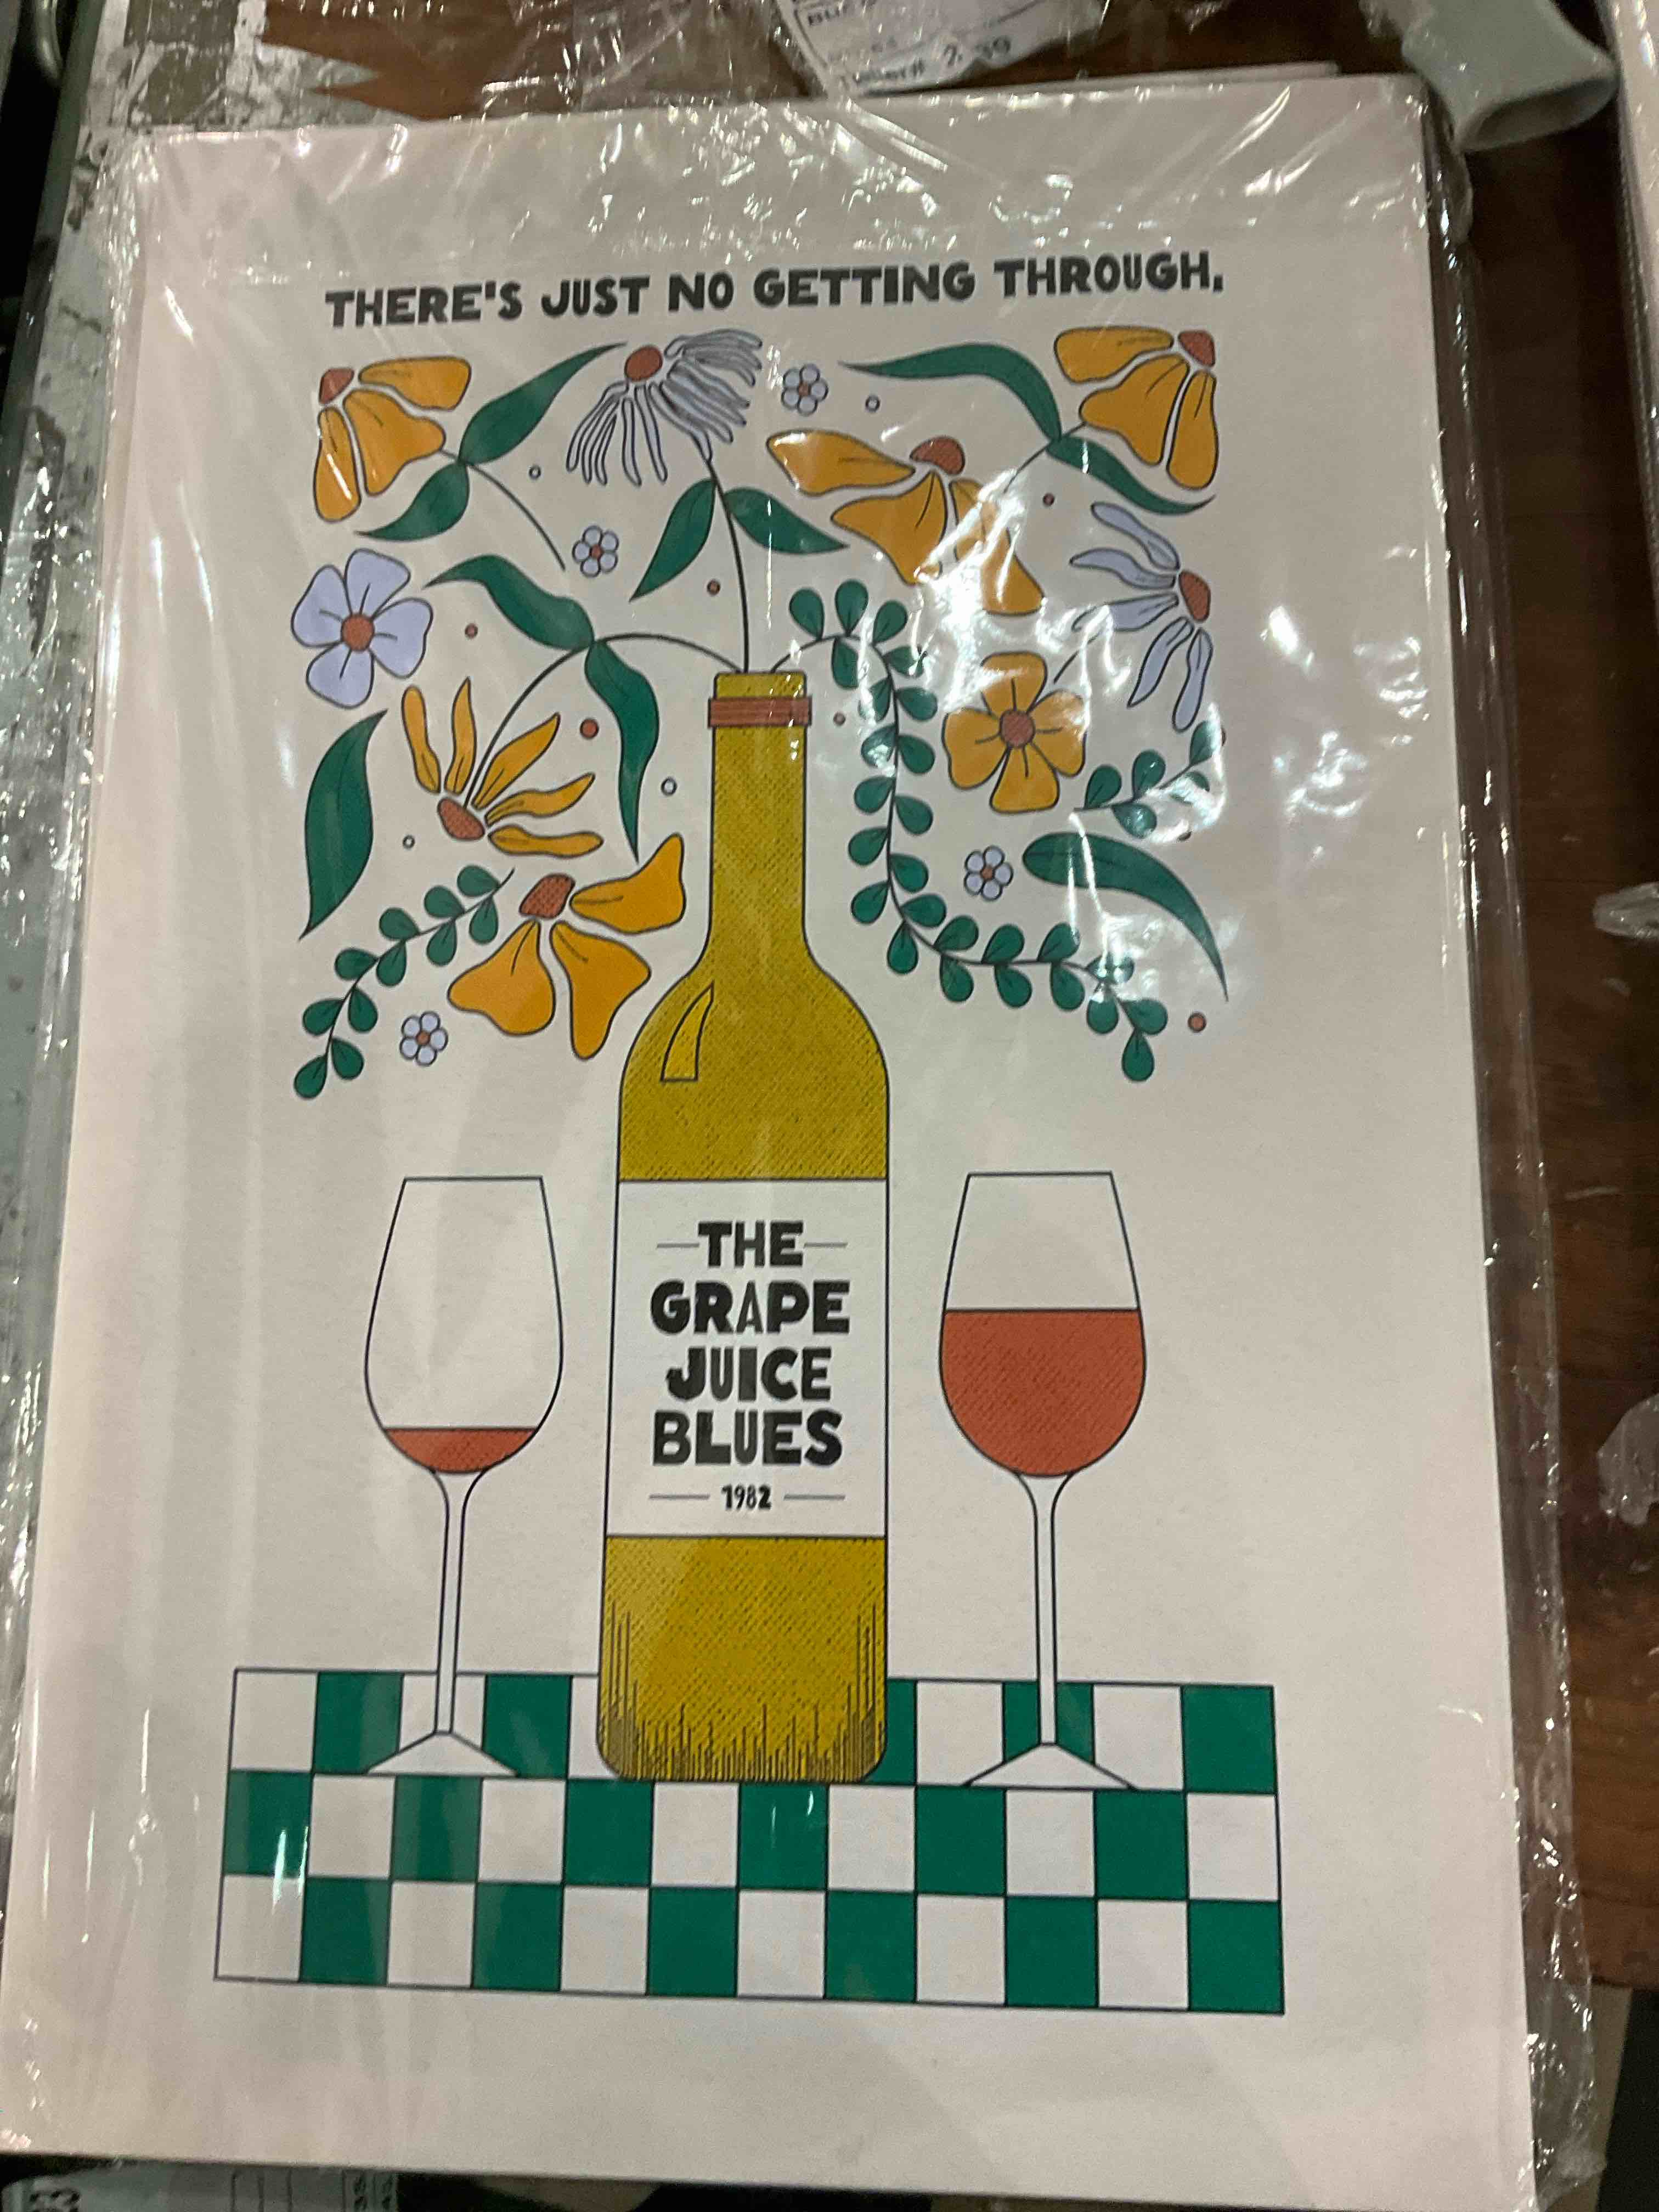 THERE'S JUST NO GETTING THROUGH.
THE
GRAPE
JUICE
BLUES
1982